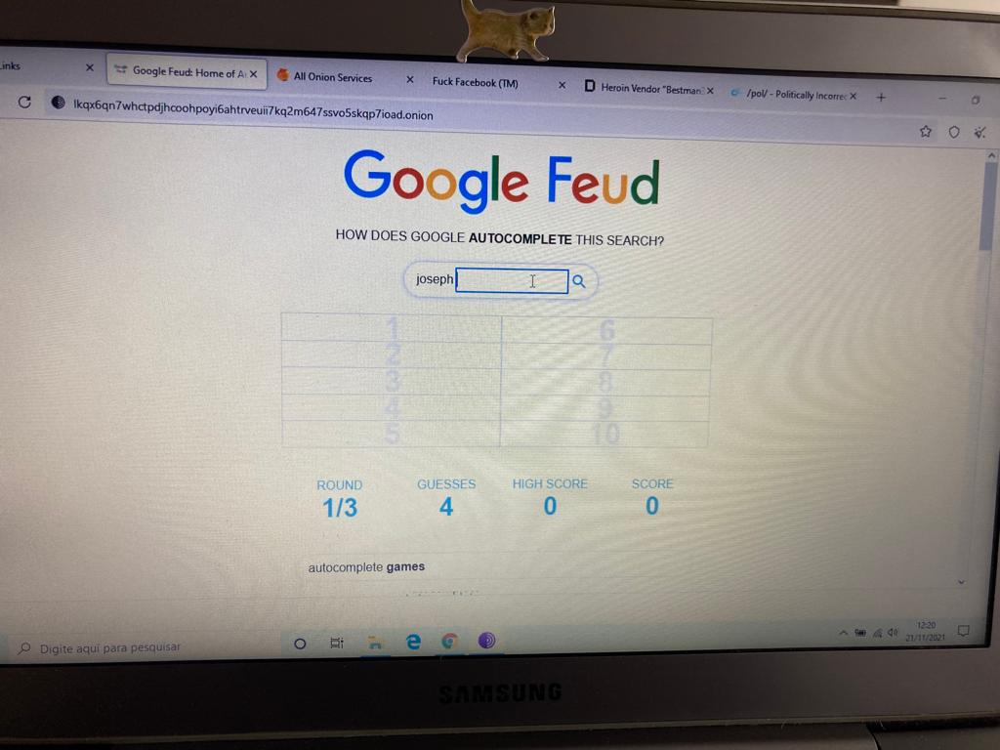 inks
Google Feud: Home of A
All Onion Services
Fuck Facebook (TM)
Heroin Vendor "Bestman
/pol/ - Politically Incorrec
lkqx6qn7whctpdjhcoohpoyi6ahtrveuii7kq2m647ssvo5skqp7ioad.onion
Google Feud
HOW DOES GOOGLE AUTOCOMPLETE THIS SEARCH?
joseph
1 6
2 7
3 8
4 9
5 10
ROUND GUESSES HIGH SCORE SCORE
1/3 4 0 0
autocomplete games
Digite aqui para pesquisar
12:20
21/11/2021
SAMSUNG